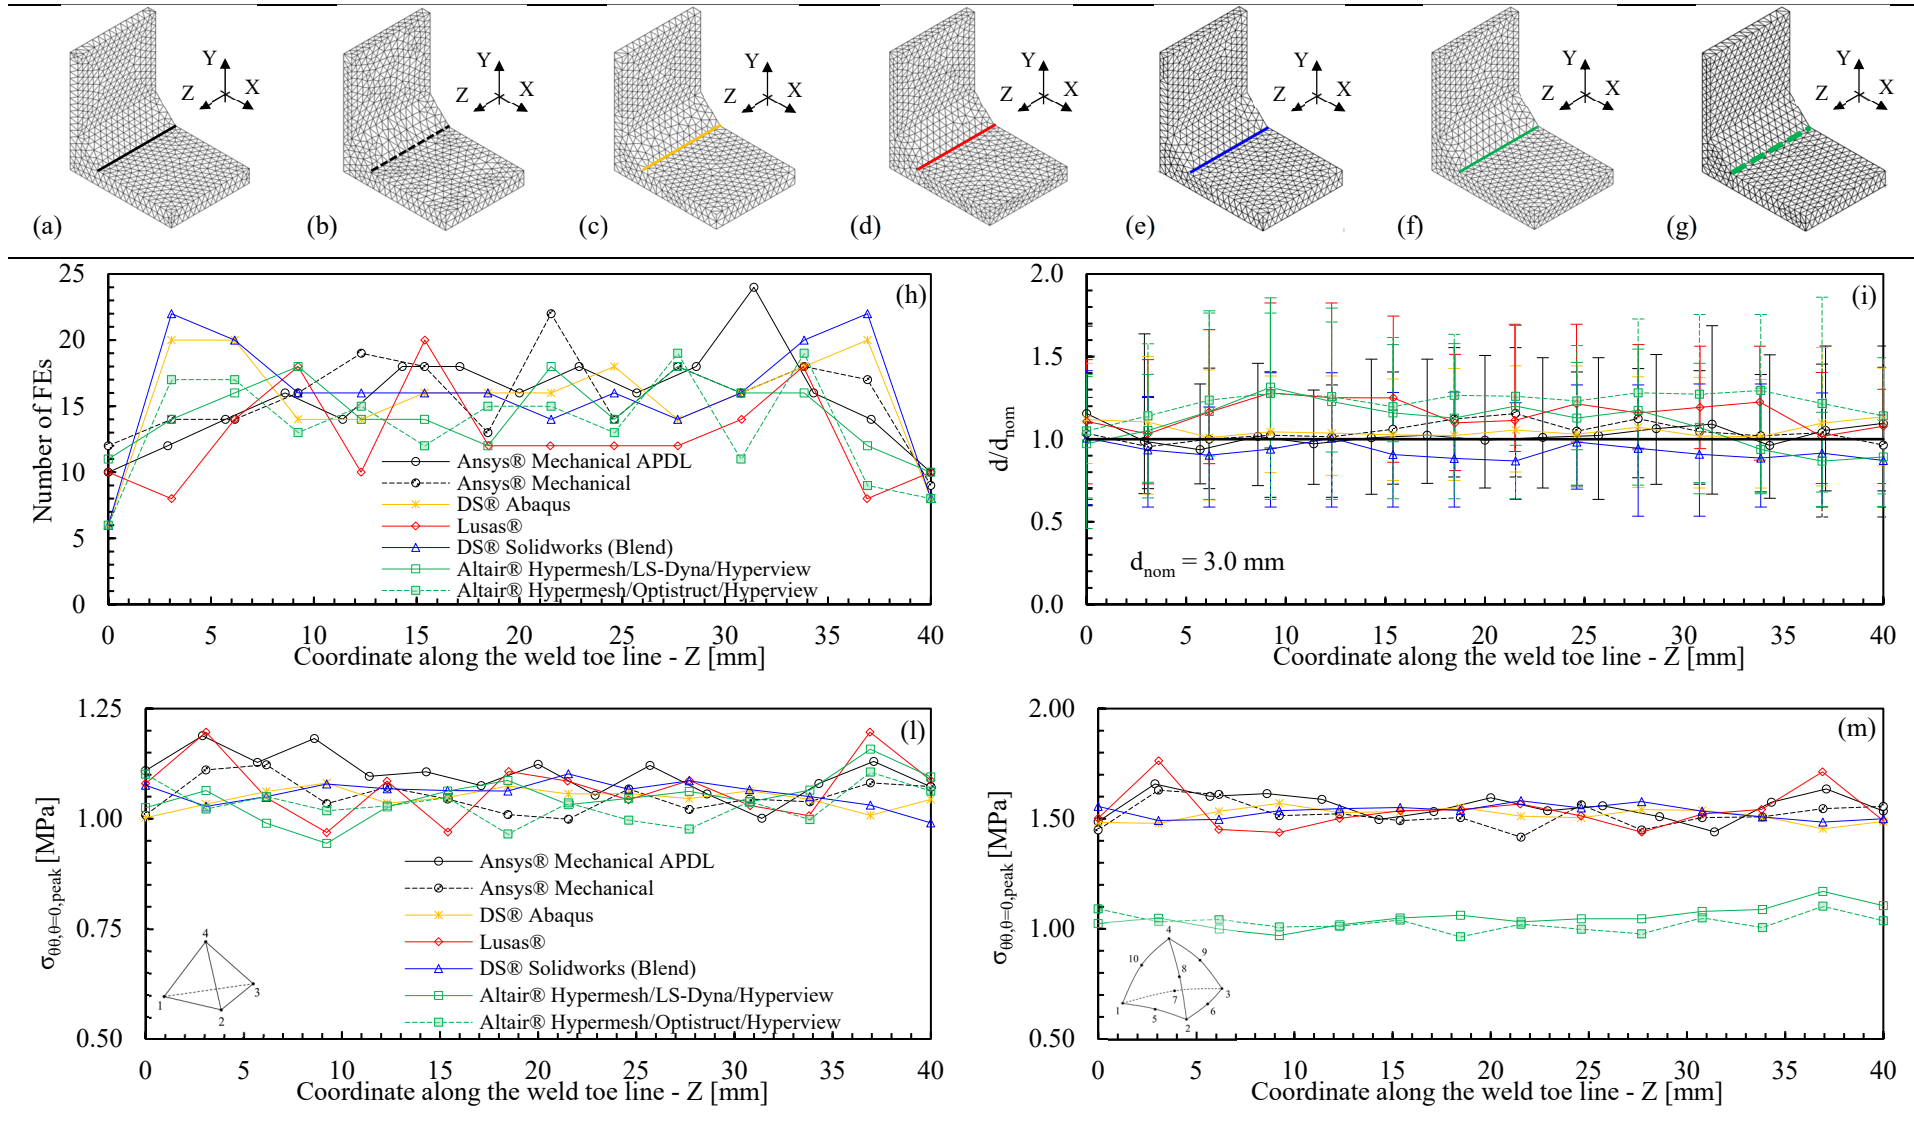 Y Z X
Y Z X
Y Z X
Y Z X
Y Z X
Y Z X
Y Z X
(a) (b) (c) (d) (e) (f) (g)
(h)
Number of FEs
25
20
15
10
5
0
Ansys® Mechanical APDL
Ansys® Mechanical
DS® Abaqus
Lusas®
DS® Solidworks (Blend)
Altair® Hypermesh/LS-Dyna/Hyperview
Altair® Hypermesh/Optistruct/Hyperview
0 5 10 15 20 25 30 35 40
Coordinate along the weld toe line - Z [mm]
(i)
d/dnom
2.0
1.5
1.0
0.5
0.0
dnom = 3.0 mm
0 5 10 15 20 25 30 35 40
Coordinate along the weld toe line - Z [mm]
(l)
σθθ,θ=0,peak [MPa]
1.25
1.00
0.75
0.50
Ansys® Mechanical APDL
Ansys® Mechanical
DS® Abaqus
Lusas®
DS® Solidworks (Blend)
Altair® Hypermesh/LS-Dyna/Hyperview
Altair® Hypermesh/Optistruct/Hyperview
4
3
1
2
0 5 10 15 20 25 30 35 40
Coordinate along the weld toe line - Z [mm]
(m)
σθθ,θ=0,peak [MPa]
2.00
1.50
1.00
0.50
4
9
10
8
7
3
1
5
6
2
0 5 10 15 20 25 30 35 40
Coordinate along the weld toe line - Z [mm]